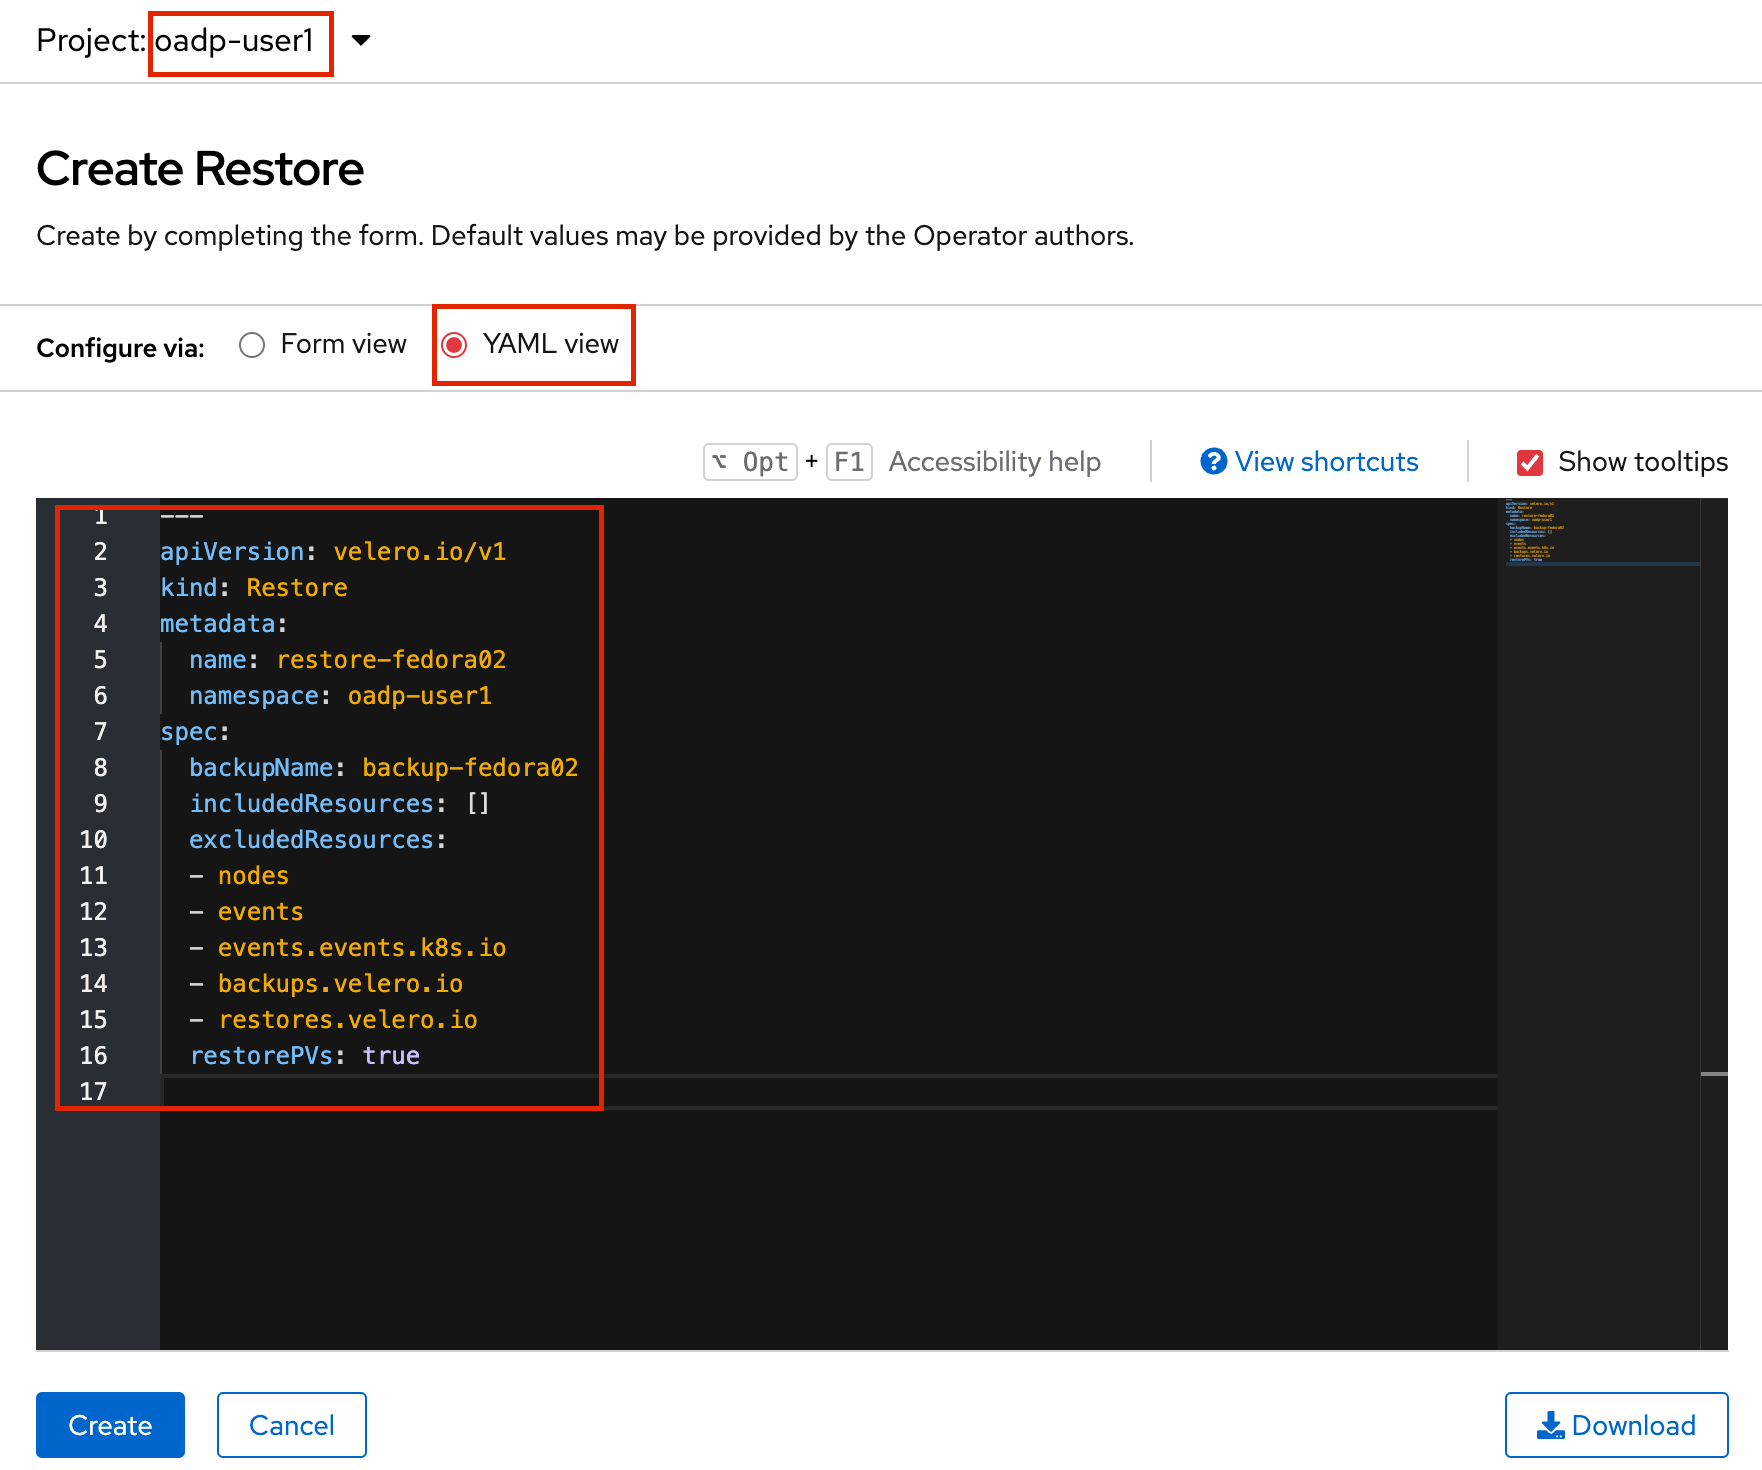 Project: oadp-user1
Create Restore
Create by completing the form. Default values may be provided by the Operator authors.
Configure via: Form view YAML view
⌥ Opt + F1 Accessibility help View shortcuts Show tooltips
1 ---
2 apiVersion: velero.io/v1
3 kind: Restore
4 metadata:
5   name: restore-fedora02
6   namespace: oadp-user1
7 spec:
8   backupName: backup-fedora02
9   includedResources: []
10   excludedResources:
11   - nodes
12   - events
13   - events.events.k8s.io
14   - backups.velero.io
15   - restores.velero.io
16   restorePVs: true
17
Create Cancel Download